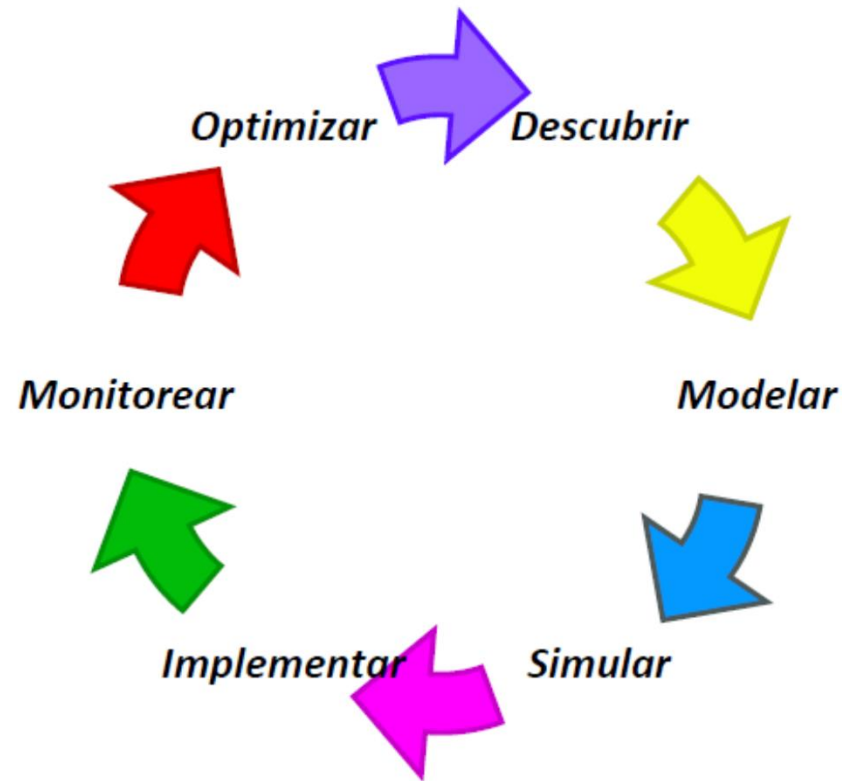 Optimizar
Descubrir
Monitorear
Modelar
Implementar
Simular